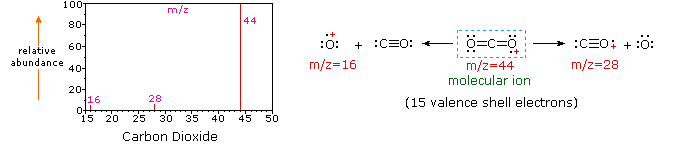 100
80
60
40
20
0
relative
abundance
m/z
44
16
28
15 20 25 30 35 40 45 50
Carbon Dioxide
:Ö:+ + :C≡O: ← Ö=C=Ö+ → :C≡O:+ + :Ö:
m/z=16
m/z=44
m/z=28
molecular ion
(15 valence shell electrons)